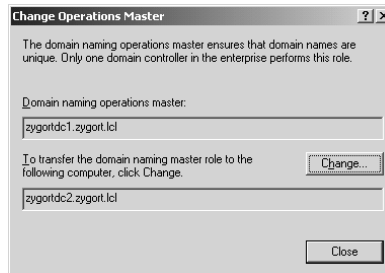 Change Operations Master
The domain naming operations master ensures that domain names are
unique. Only one domain controller in the enterprise performs this role.
Domain naming operations master:
zygortdc1.zygort.lcl
To transfer the domain naming master role to the
following computer, click Change.
Change...
zygortdc2.zygort.lcl
Close